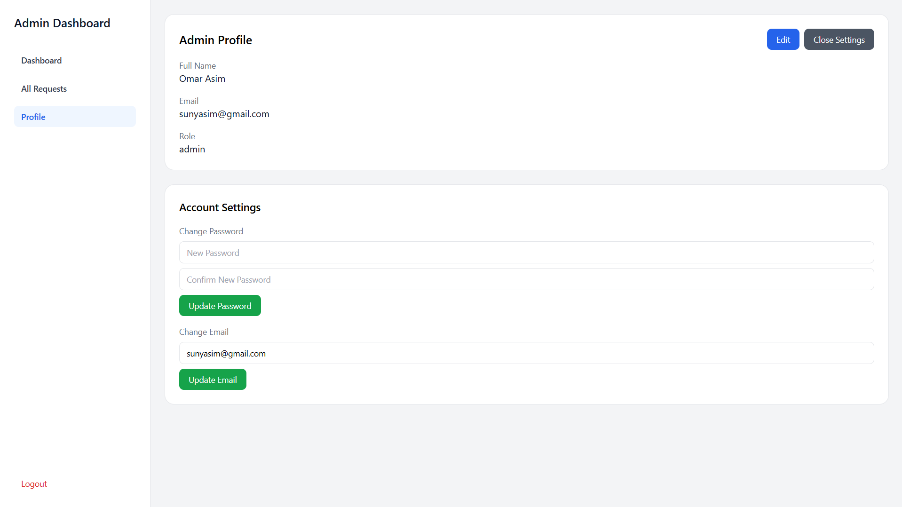 Admin Dashboard
Dashboard
All Requests
Profile
Logout
Admin Profile
Edit
Close Settings
Full Name
Omar Asim
Email
sunyasim@gmail.com
Role
admin
Account Settings
Change Password
New Password
Confirm New Password
Update Password
Change Email
sunyasim@gmail.com
Update Email